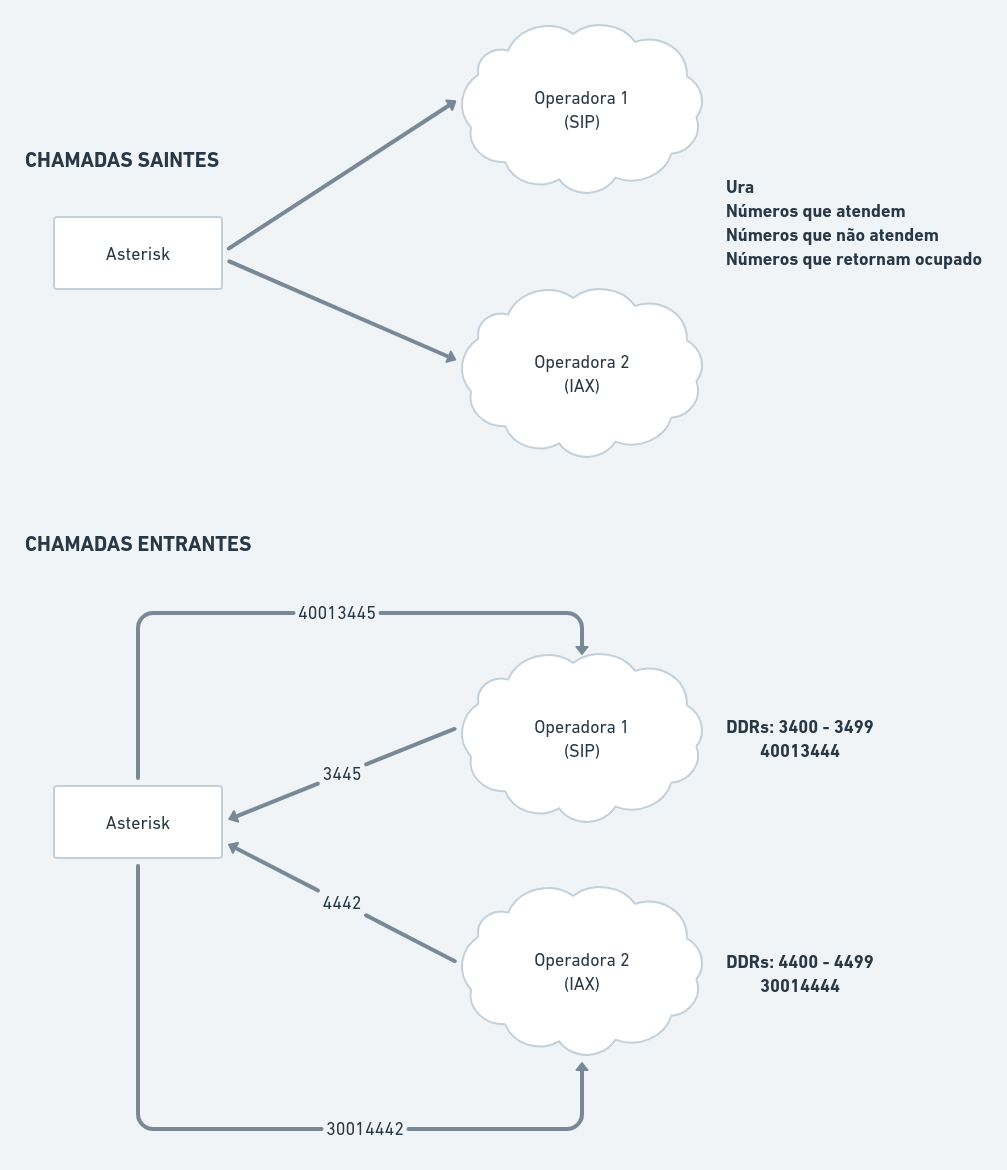 Operadora 1
(SIP)
CHAMADAS SAINTES
Ura
Números que atendem
Números que não atendem
Números que retornam ocupado
Asterisk
Operadora 2
(IAX)
CHAMADAS ENTRANTES
40013445
Operadora 1
(SIP)
DDRs: 3400 - 3499
40013444
3445
Asterisk
4442
Operadora 2
(IAX)
DDRs: 4400 - 4499
30014444
30014442